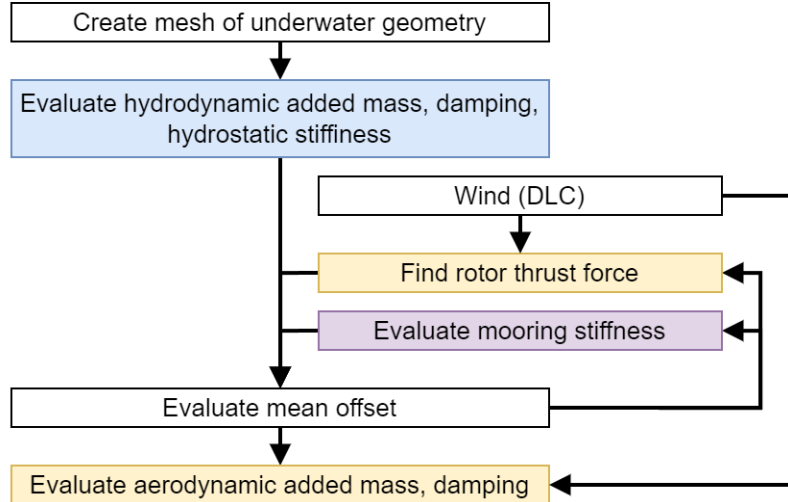 Create mesh of underwater geometry
Evaluate hydrodynamic added mass, damping,
hydrostatic stiffiness
Wind (DLC)
Find rotor thrust force
Evaluate mooring stiffness
Evaluate mean offset
Evaluate aerodynamic added mass, damping